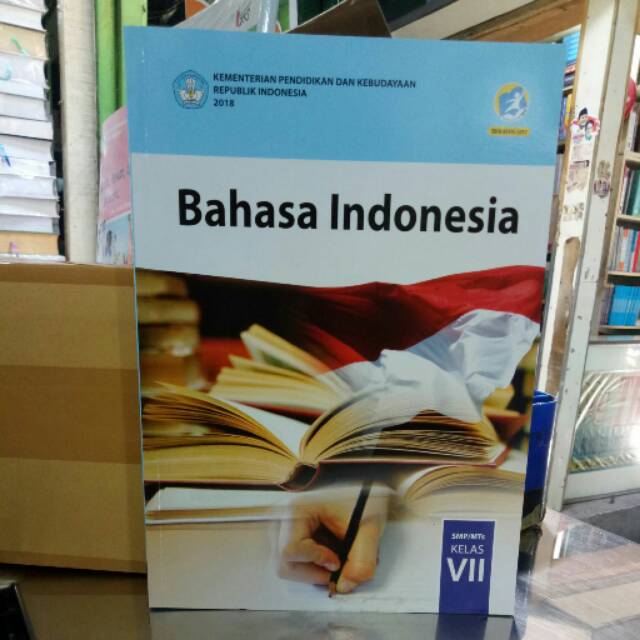 KEMENTERIAN PENDIDIKAN DAN KEBUDAYAAN
REPUBLIK INDONESIA
2018
Bahasa Indonesia
SMP/MTs
KELAS
VII